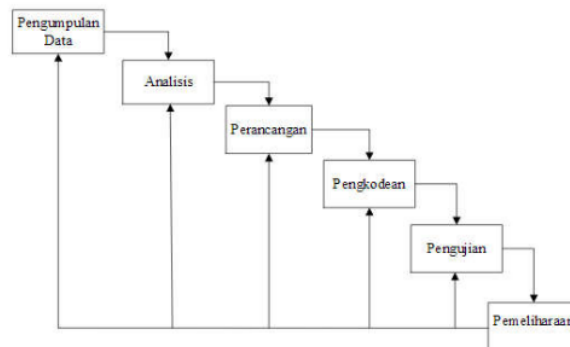 Pengumpulan
Data
Analisis
Perancangan
Pengkodean
Pengujian
Pemeliharaan